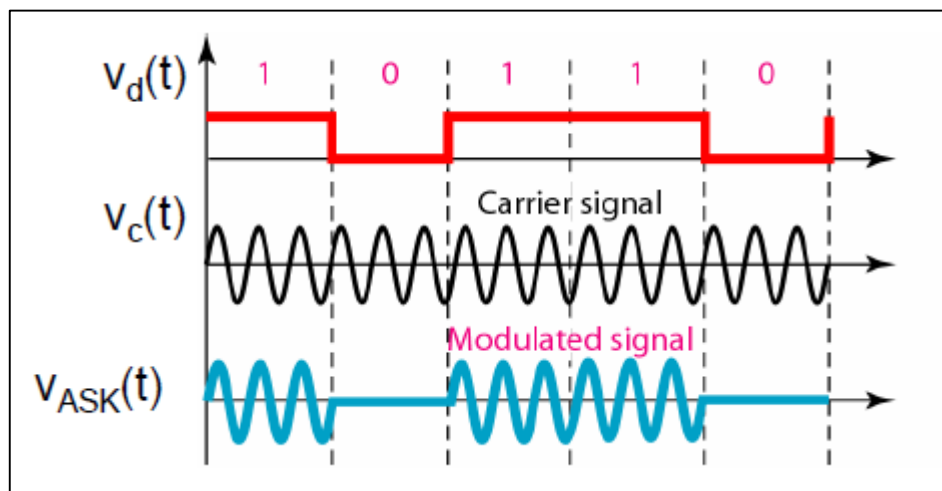 v_d(t) 1 0 1 1 0
v_c(t) Carrier signal
Modulated signal
v_ASK(t)